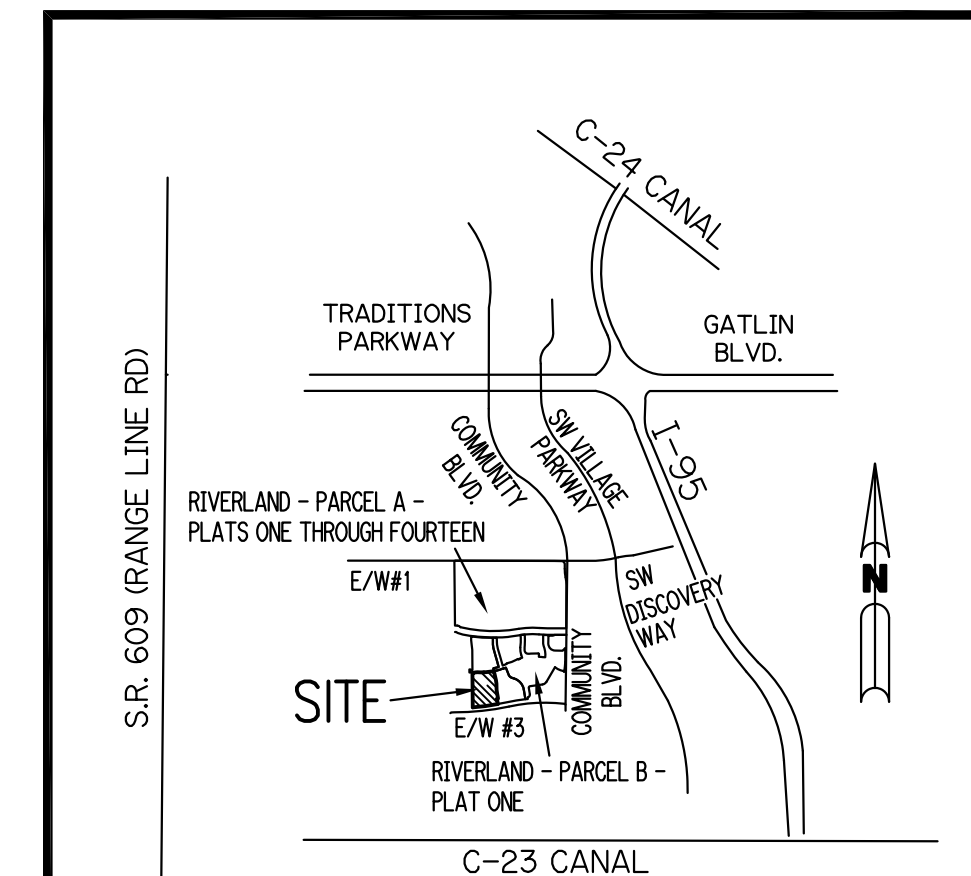 C-24 CANAL
TRADITIONS
PARKWAY
GATLIN
BLVD.
S.R. 609 (RANGE LINE RD)
COMMUNITY
BLVD.
SW VILLAGE
PARKWAY
I-95
RIVERLAND - PARCEL A -
PLATS ONE THROUGH FOURTEEN
E/W#1
SW
DISCOVERY
WAY
N
COMMUNITY
BLVD.
SITE
E/W #3
RIVERLAND - PARCEL B -
PLAT ONE
C-23 CANAL